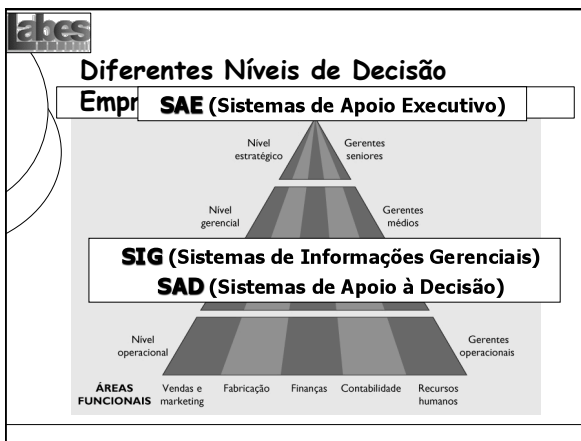 Labes
Diferentes Níveis de Decisão
Empr
SAE (Sistemas de Apoio Executivo)
Nível
estratégico
Gerentes
seniores
Nível
gerencial
Gerentes
médios
SIG (Sistemas de Informações Gerenciais)
SAD (Sistemas de Apoio à Decisão)
Nível
operacional
Gerentes
operacionais
ÁREAS
FUNCIONAIS
Vendas e
marketing
Fabricação
Finanças
Contabilidade
Recursos
humanos